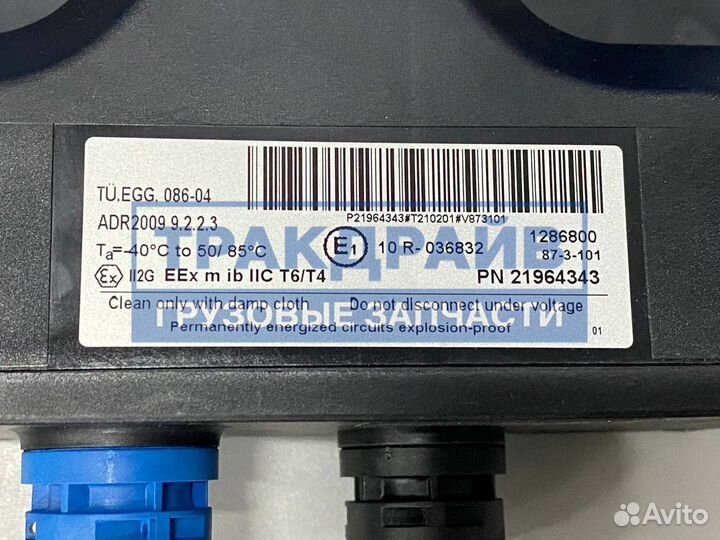 TÜ.EGG. 086-04
P21964343#T210201#V873101
ADR2009 9.2.2.3
1286800
E1 10 R- 036832
Ta=-40°C to 50/ 85°C
87-3-101
Ex II2G EEx m ib IIC T6/T4
PN 21964343
ТРАКДРАЙВ
Clean only with damp cloth Do not disconnect under voltage
ГРУЗОВЫЕ ЗАПЧАСТИ
Permanently energized circuits explosion-proof
01
Avito